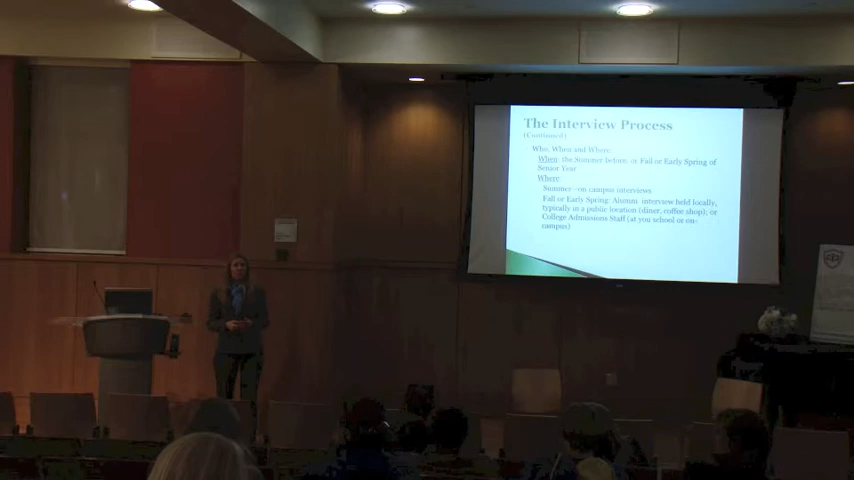 The Interview Process
(Continued)
Who, When and Where
When: the Summer before, or Fall or Early Spring of
Senior Year
Where
Summer –on campus interviews
Fall or Early Spring: Alumni interview held locally,
typically in a public location (diner, coffee shop); or
College Admissions Staff (at you school or on-
campus)